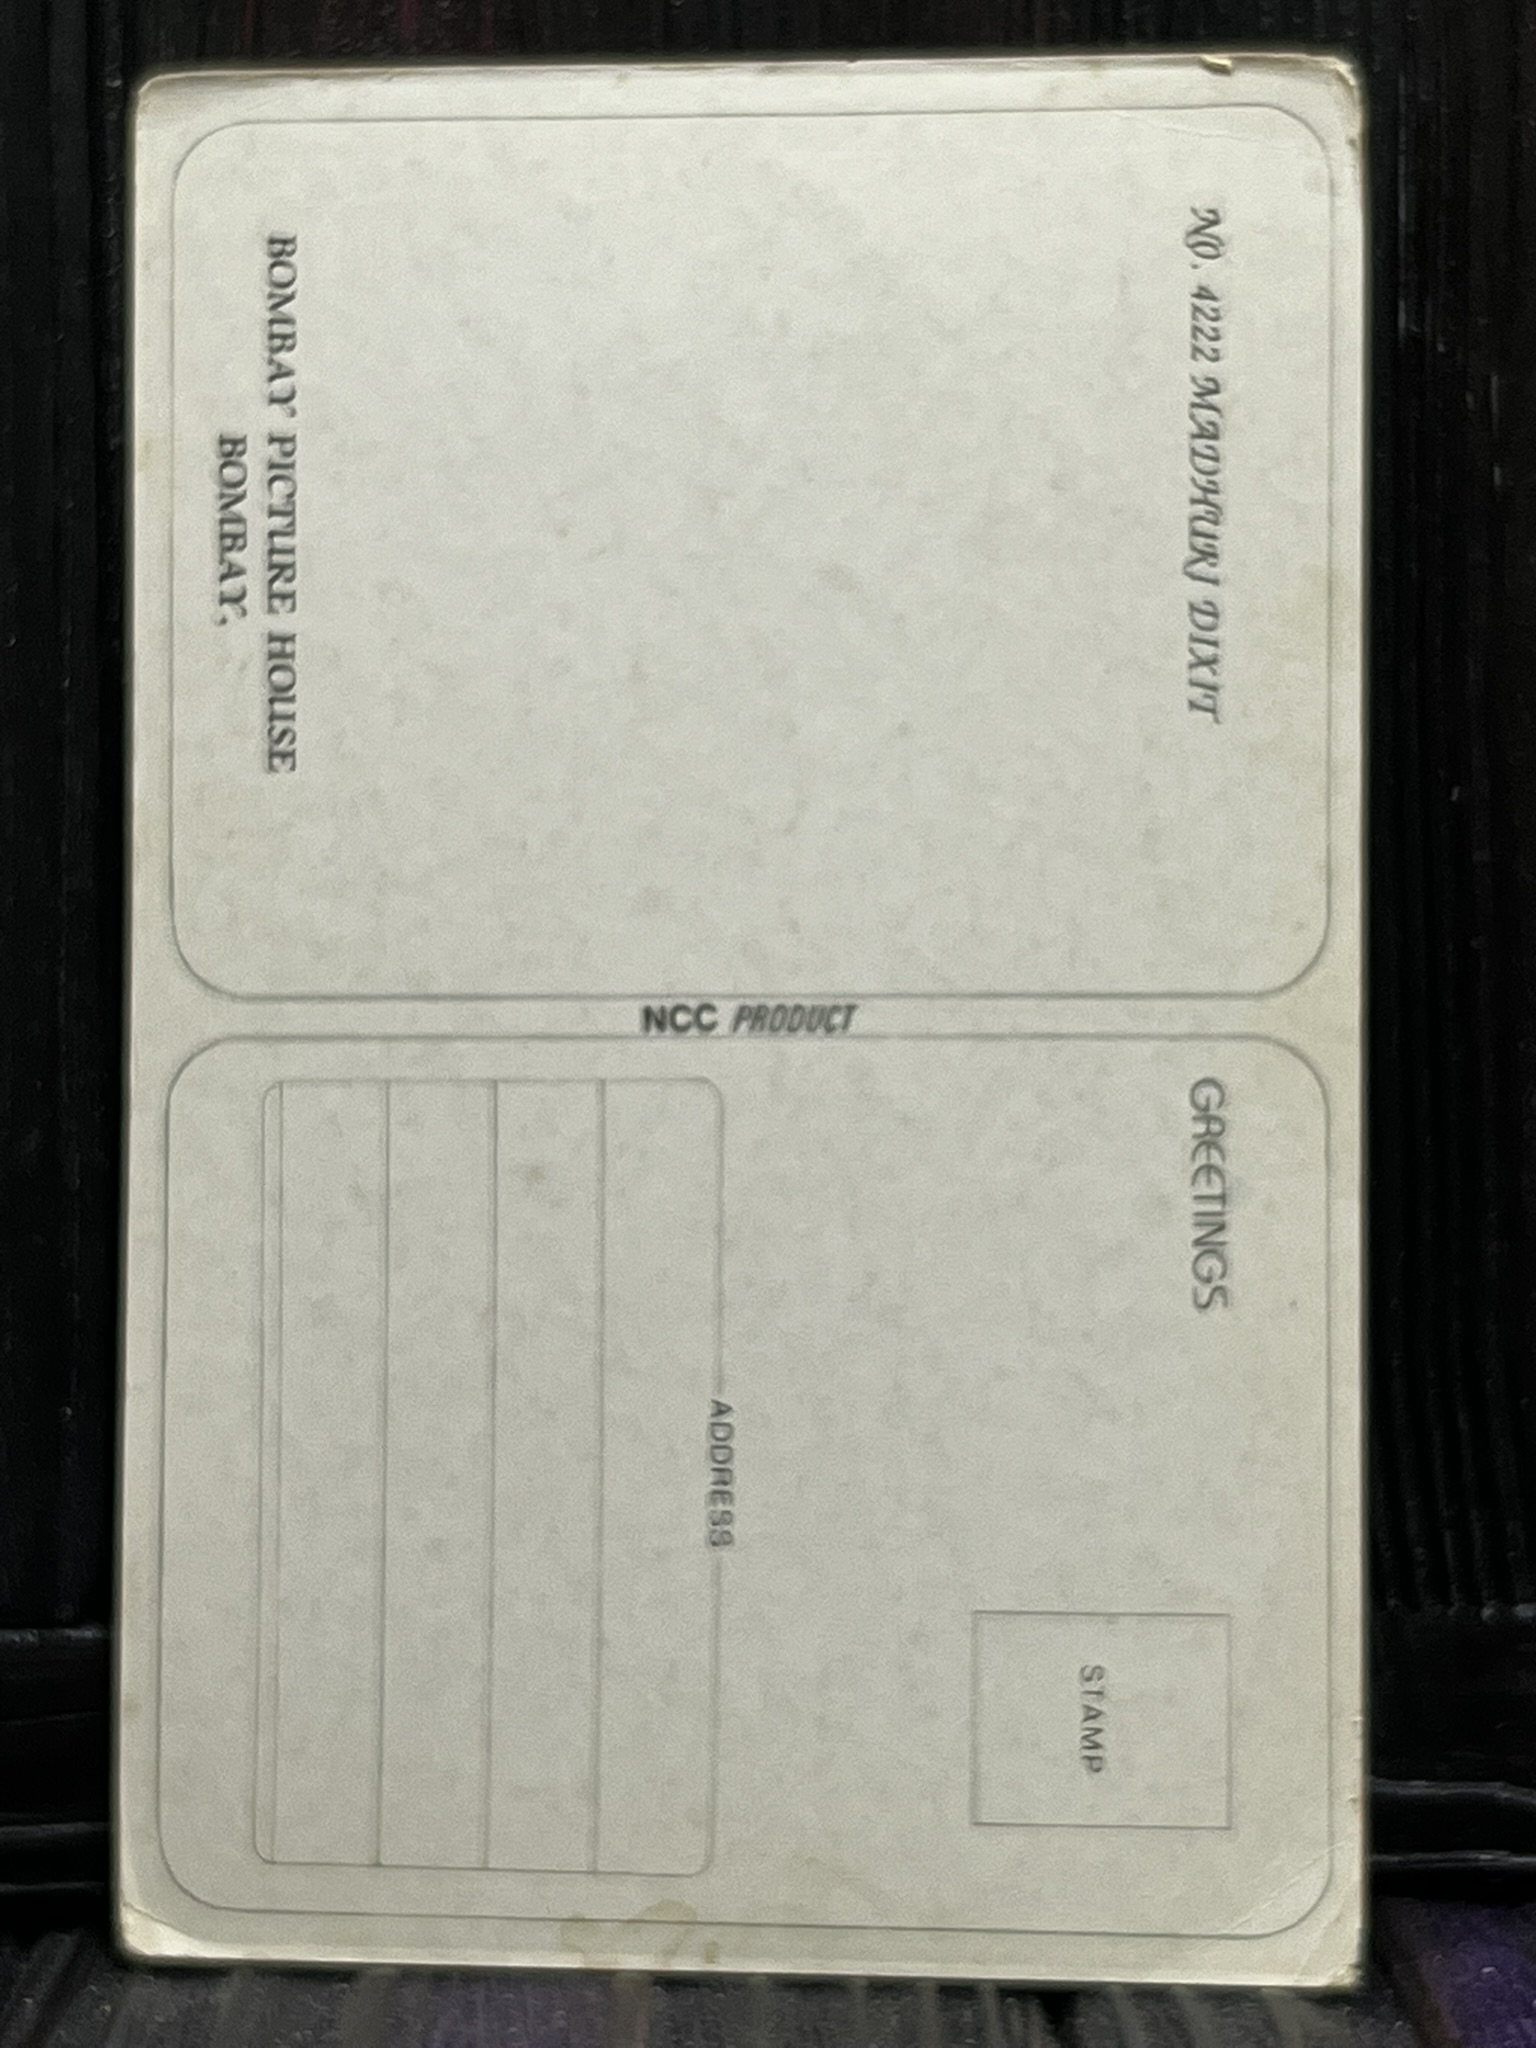 No. 4222 MADHURI DIXIT
BOMBAY PICTURE HOUSE
BOMBAY.
NCC PRODUCT
GREETINGS
STAMP
ADDRESS